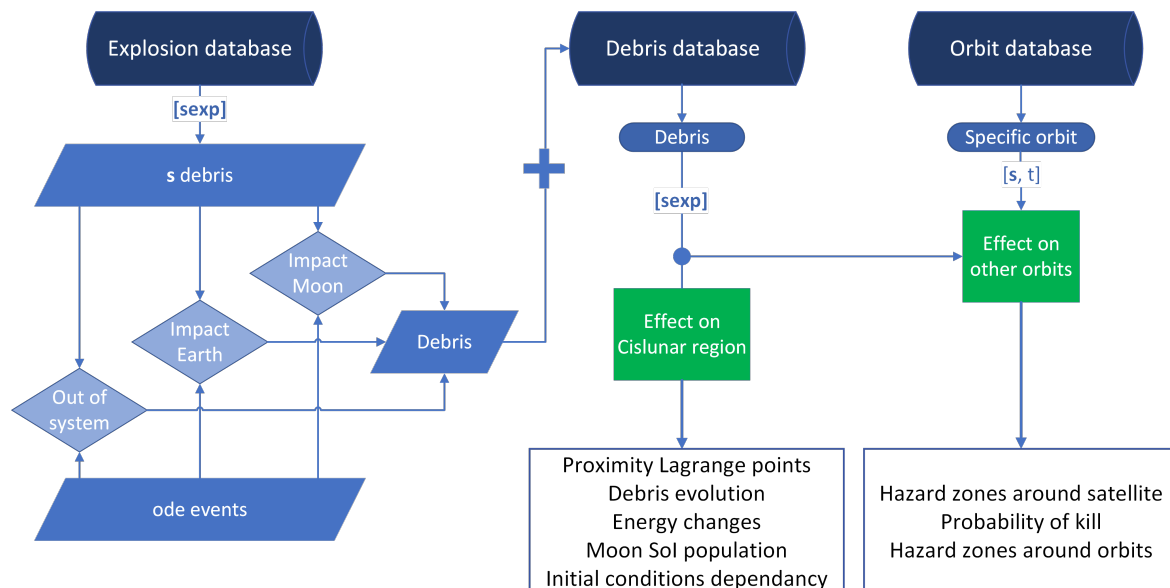 Explosion database
Debris database
Orbit database
[sexp]
Debris
Specific orbit
s debris
[s, t]
[sexp]
Impact
Moon
Effect on
other orbits
Impact
Earth
Debris
Effect on
Cislunar region
Out of
system
ode events
Proximity Lagrange points
Debris evolution
Energy changes
Moon SoI population
Initial conditions dependancy
Hazard zones around satellite
Probability of kill
Hazard zones around orbits